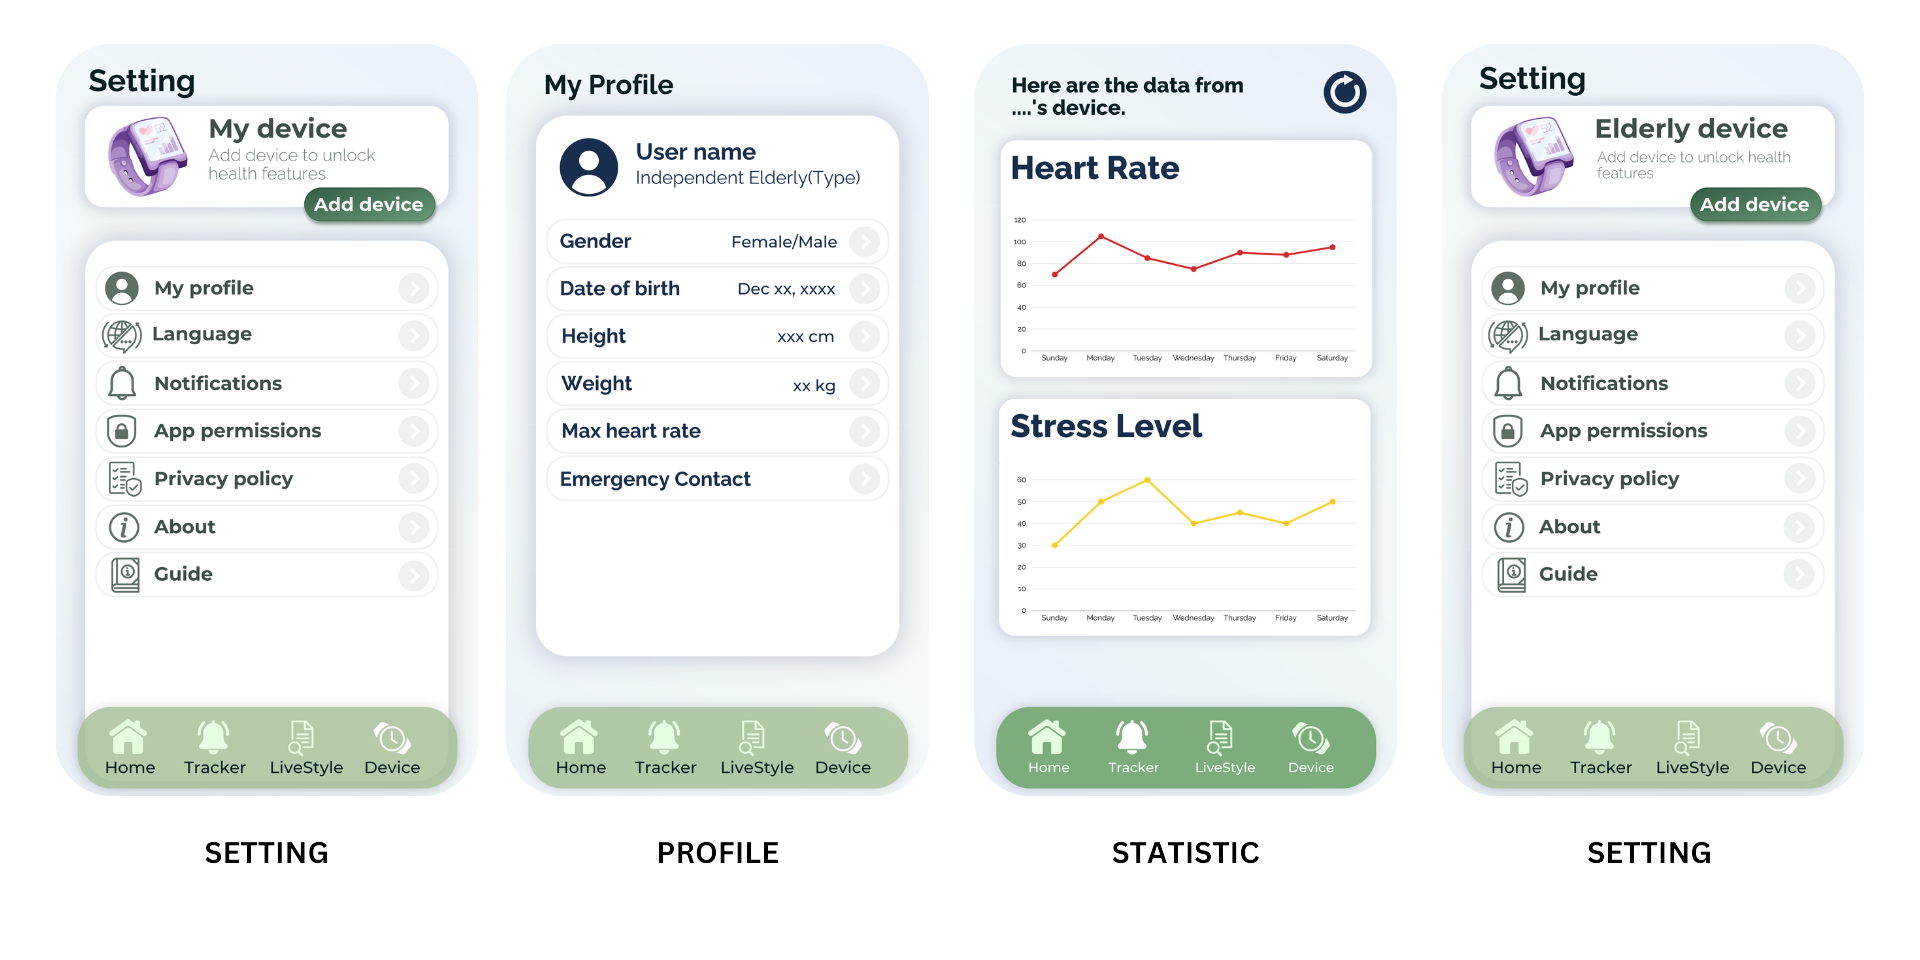 Setting
My device
Add device to unlock
health features
Add device
My profile
Language
Notifications
App permissions
Privacy policy
About
Guide
Home Tracker LiveStyle Device
SETTING
My Profile
User name
Independent Elderly(Type)
Gender Female/Male
Date of birth Dec xx, xxxx
Height xxx cm
Weight xx kg
Max heart rate
Emergency Contact
Home Tracker LiveStyle Device
PROFILE
Here are the data from
....'s device.
Heart Rate
120
100
80
60
40
20
0
Sunday Monday Tuesday Wednesday Thursday Friday Saturday
Stress Level
60
50
40
30
20
10
0
Sunday Monday Tuesday Wednesday Thursday Friday Saturday
Home Tracker LiveStyle Device
STATISTIC
Setting
Elderly device
Add device to unlock health
features
Add device
My profile
Language
Notifications
App permissions
Privacy policy
About
Guide
Home Tracker LiveStyle Device
SETTING